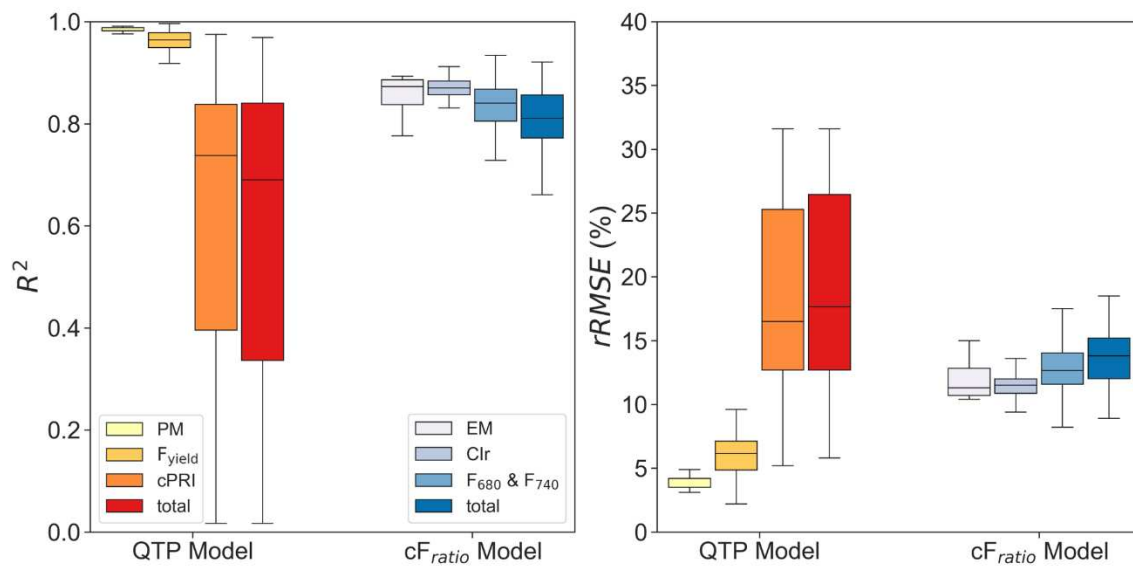 1.0
0.8
0.6
0.4
0.2
0.0
R²
PM
F_yield
cPRI
total
EM
CIr
F₆₈₀ & F₇₄₀
total
QTP Model
cF_ratio Model
40
35
30
25
20
15
10
5
0
rRMSE (%)
QTP Model
cF_ratio Model